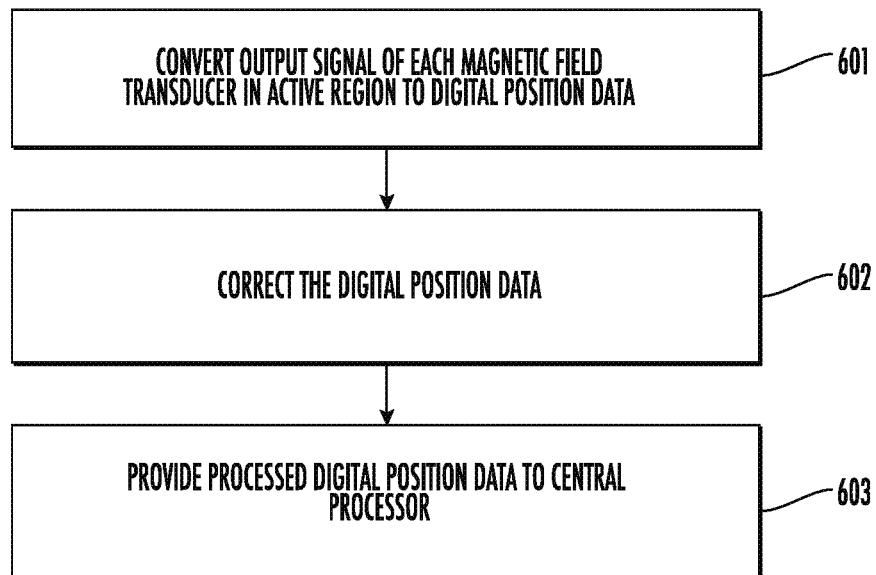 CONVERT OUTPUT SIGNAL OF EACH MAGNETIC FIELD
TRANSDUCER IN ACTIVE REGION TO DIGITAL POSITION DATA
601
CORRECT THE DIGITAL POSITION DATA
602
PROVIDE PROCESSED DIGITAL POSITION DATA TO CENTRAL
PROCESSOR
603